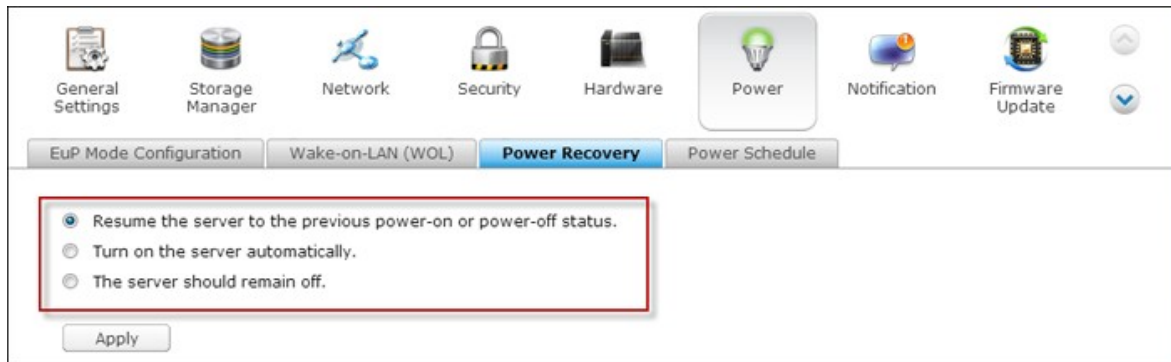 General Settings
Storage Manager
Network
Security
Hardware
Power
1
Notification
Firmware Update
EuP Mode Configuration
Wake-on-LAN (WOL)
Power Recovery
Power Schedule
Resume the server to the previous power-on or power-off status.
Turn on the server automatically.
The server should remain off.
Apply